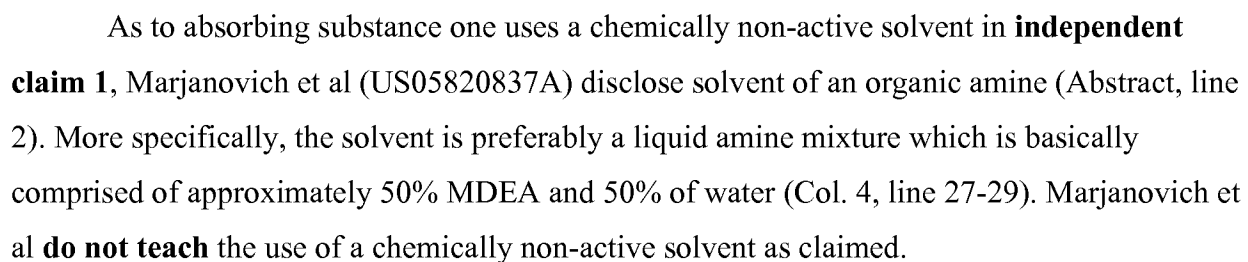 As to absorbing substance one uses a chemically non-active solvent in independent
claim 1, Marjanovich et al (US05820837A) disclose solvent of an organic amine (Abstract, line
2). More specifically, the solvent is preferably a liquid amine mixture which is basically
comprised of approximately 50% MDEA and 50% of water (Col. 4, line 27-29). Marjanovich et
al do not teach the use of a chemically non-active solvent as claimed.